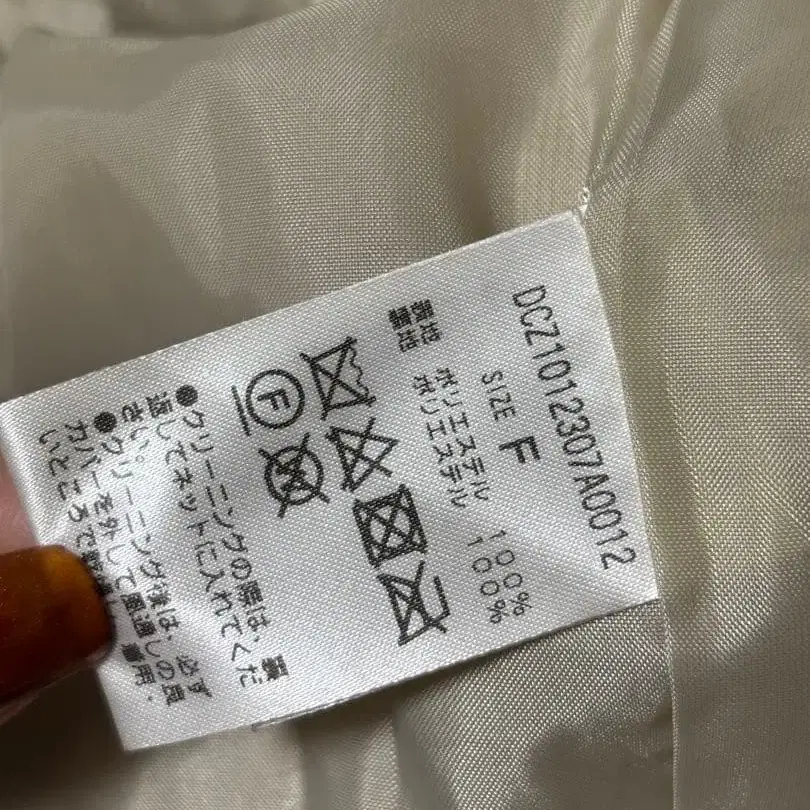 DCZ1012307A0012
SIZE F
表地 ポリエステル 100%
裏地 ポリエステル 100%
F
W
●クリーニングの際は、裏
返してネットに入れてくだ
さい。
●クリーニング後は、必ず
カバーを外して風通しの良
いところで
着用・